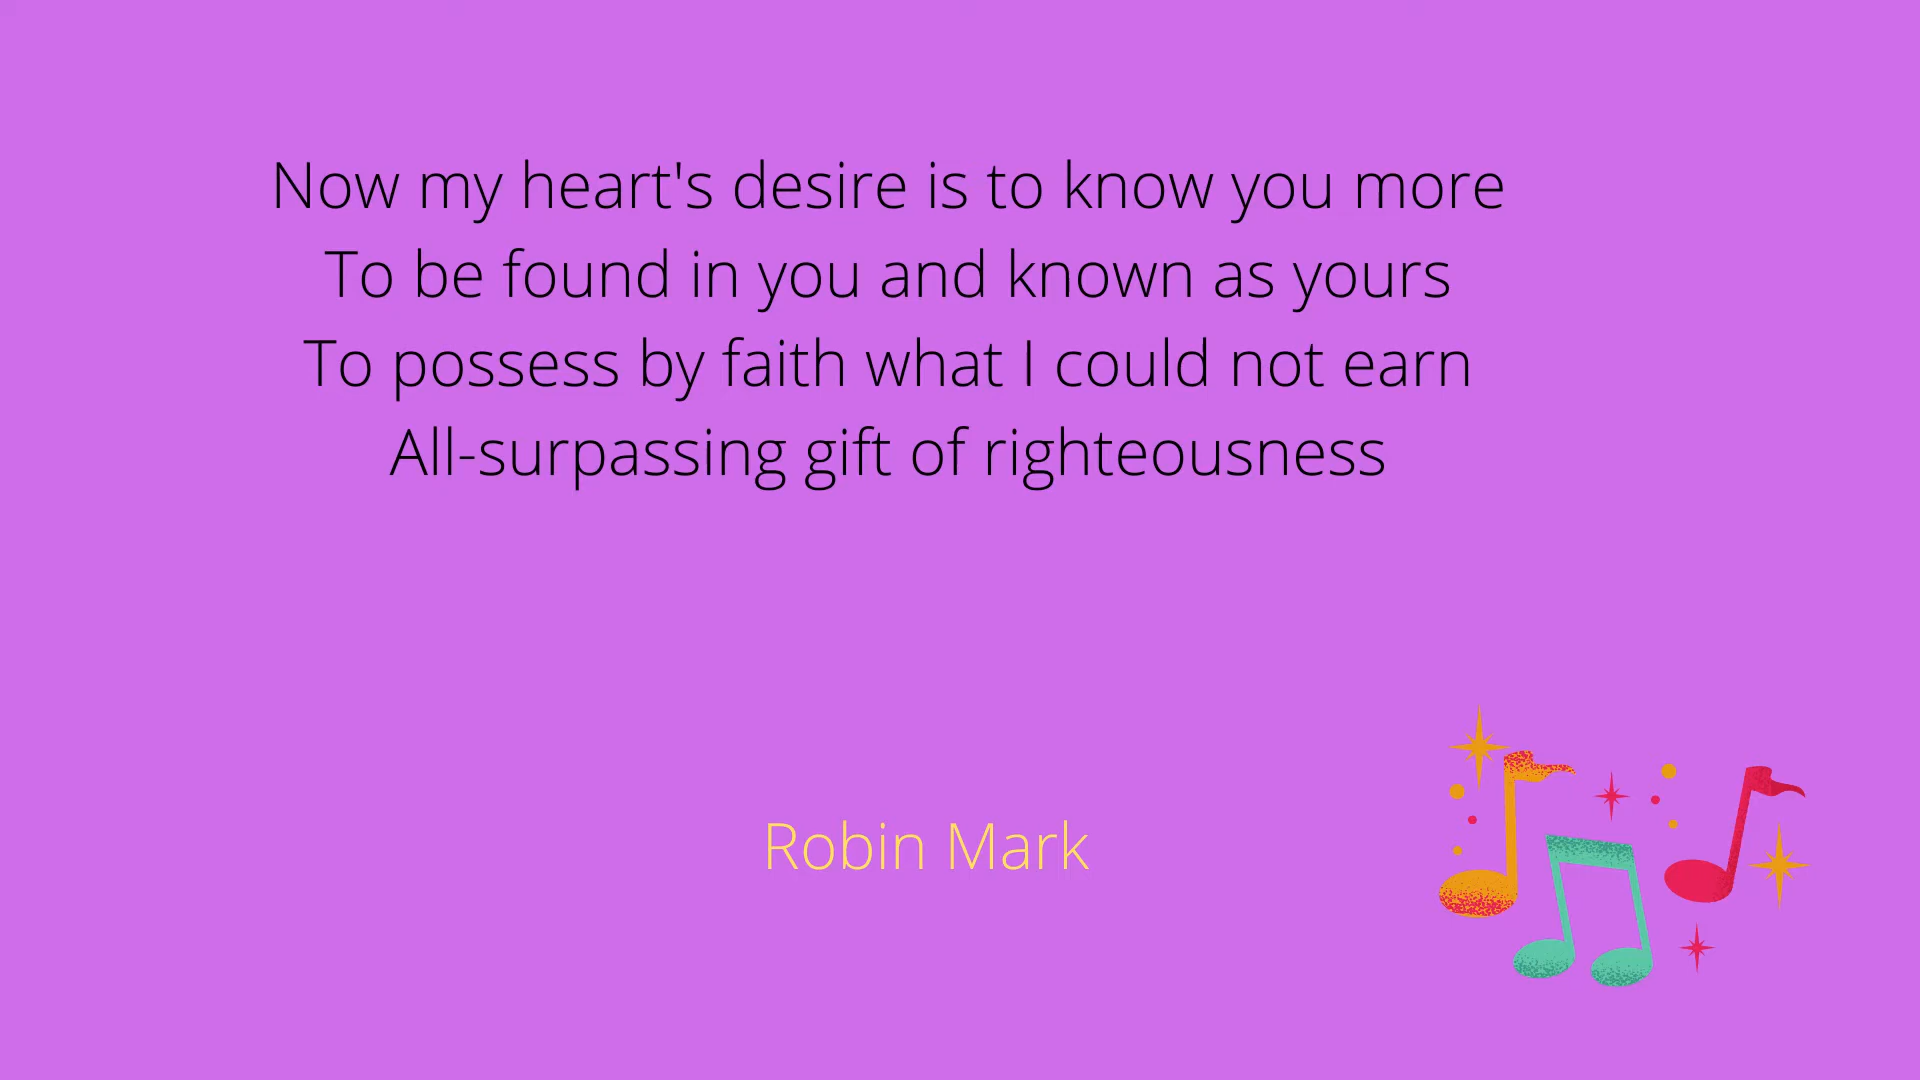 Now my heart's desire is to know you more
To be found in you and known as yours
To possess by faith what I could not earn
All-surpassing gift of righteousness
Robin Mark